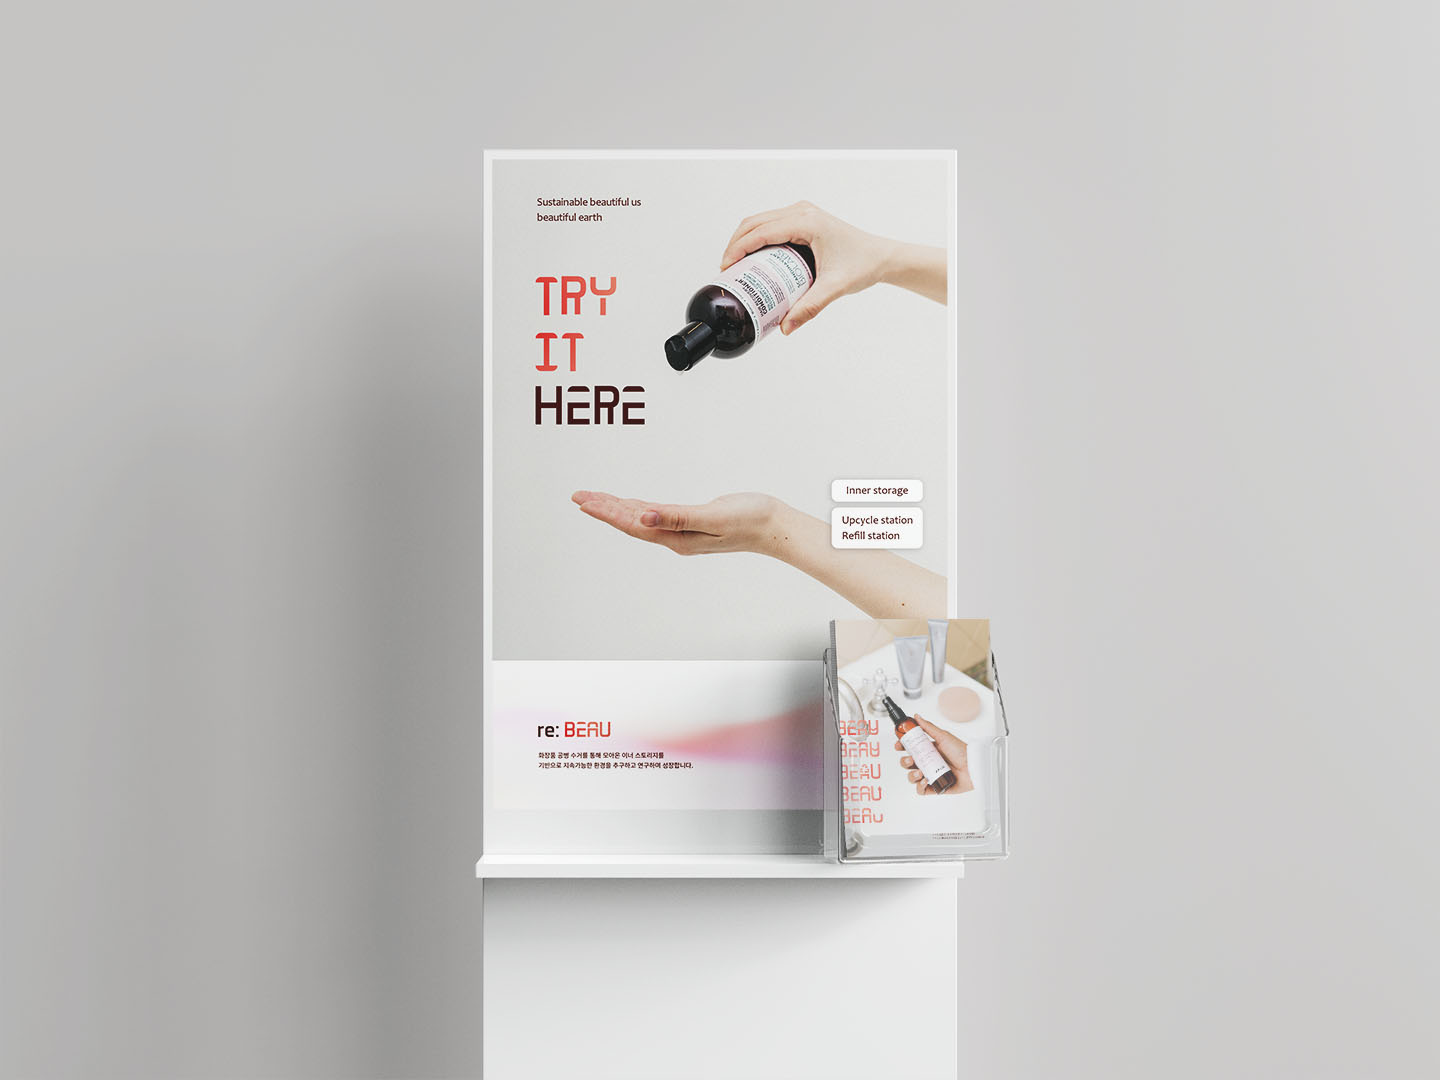 Sustainable beautiful us
beautiful earth
TRY
IT
HERE
CONDITIONER
Inner storage
Upcycle station
Refill station
re: BEAU
화장품 공병 수거를 통해 모아온 이너 스토리지를
기반으로 지속가능한 환경을 추구하고 연구하며 성장합니다.
BEAU
BEAU
BEAU
BEAU
BEAU